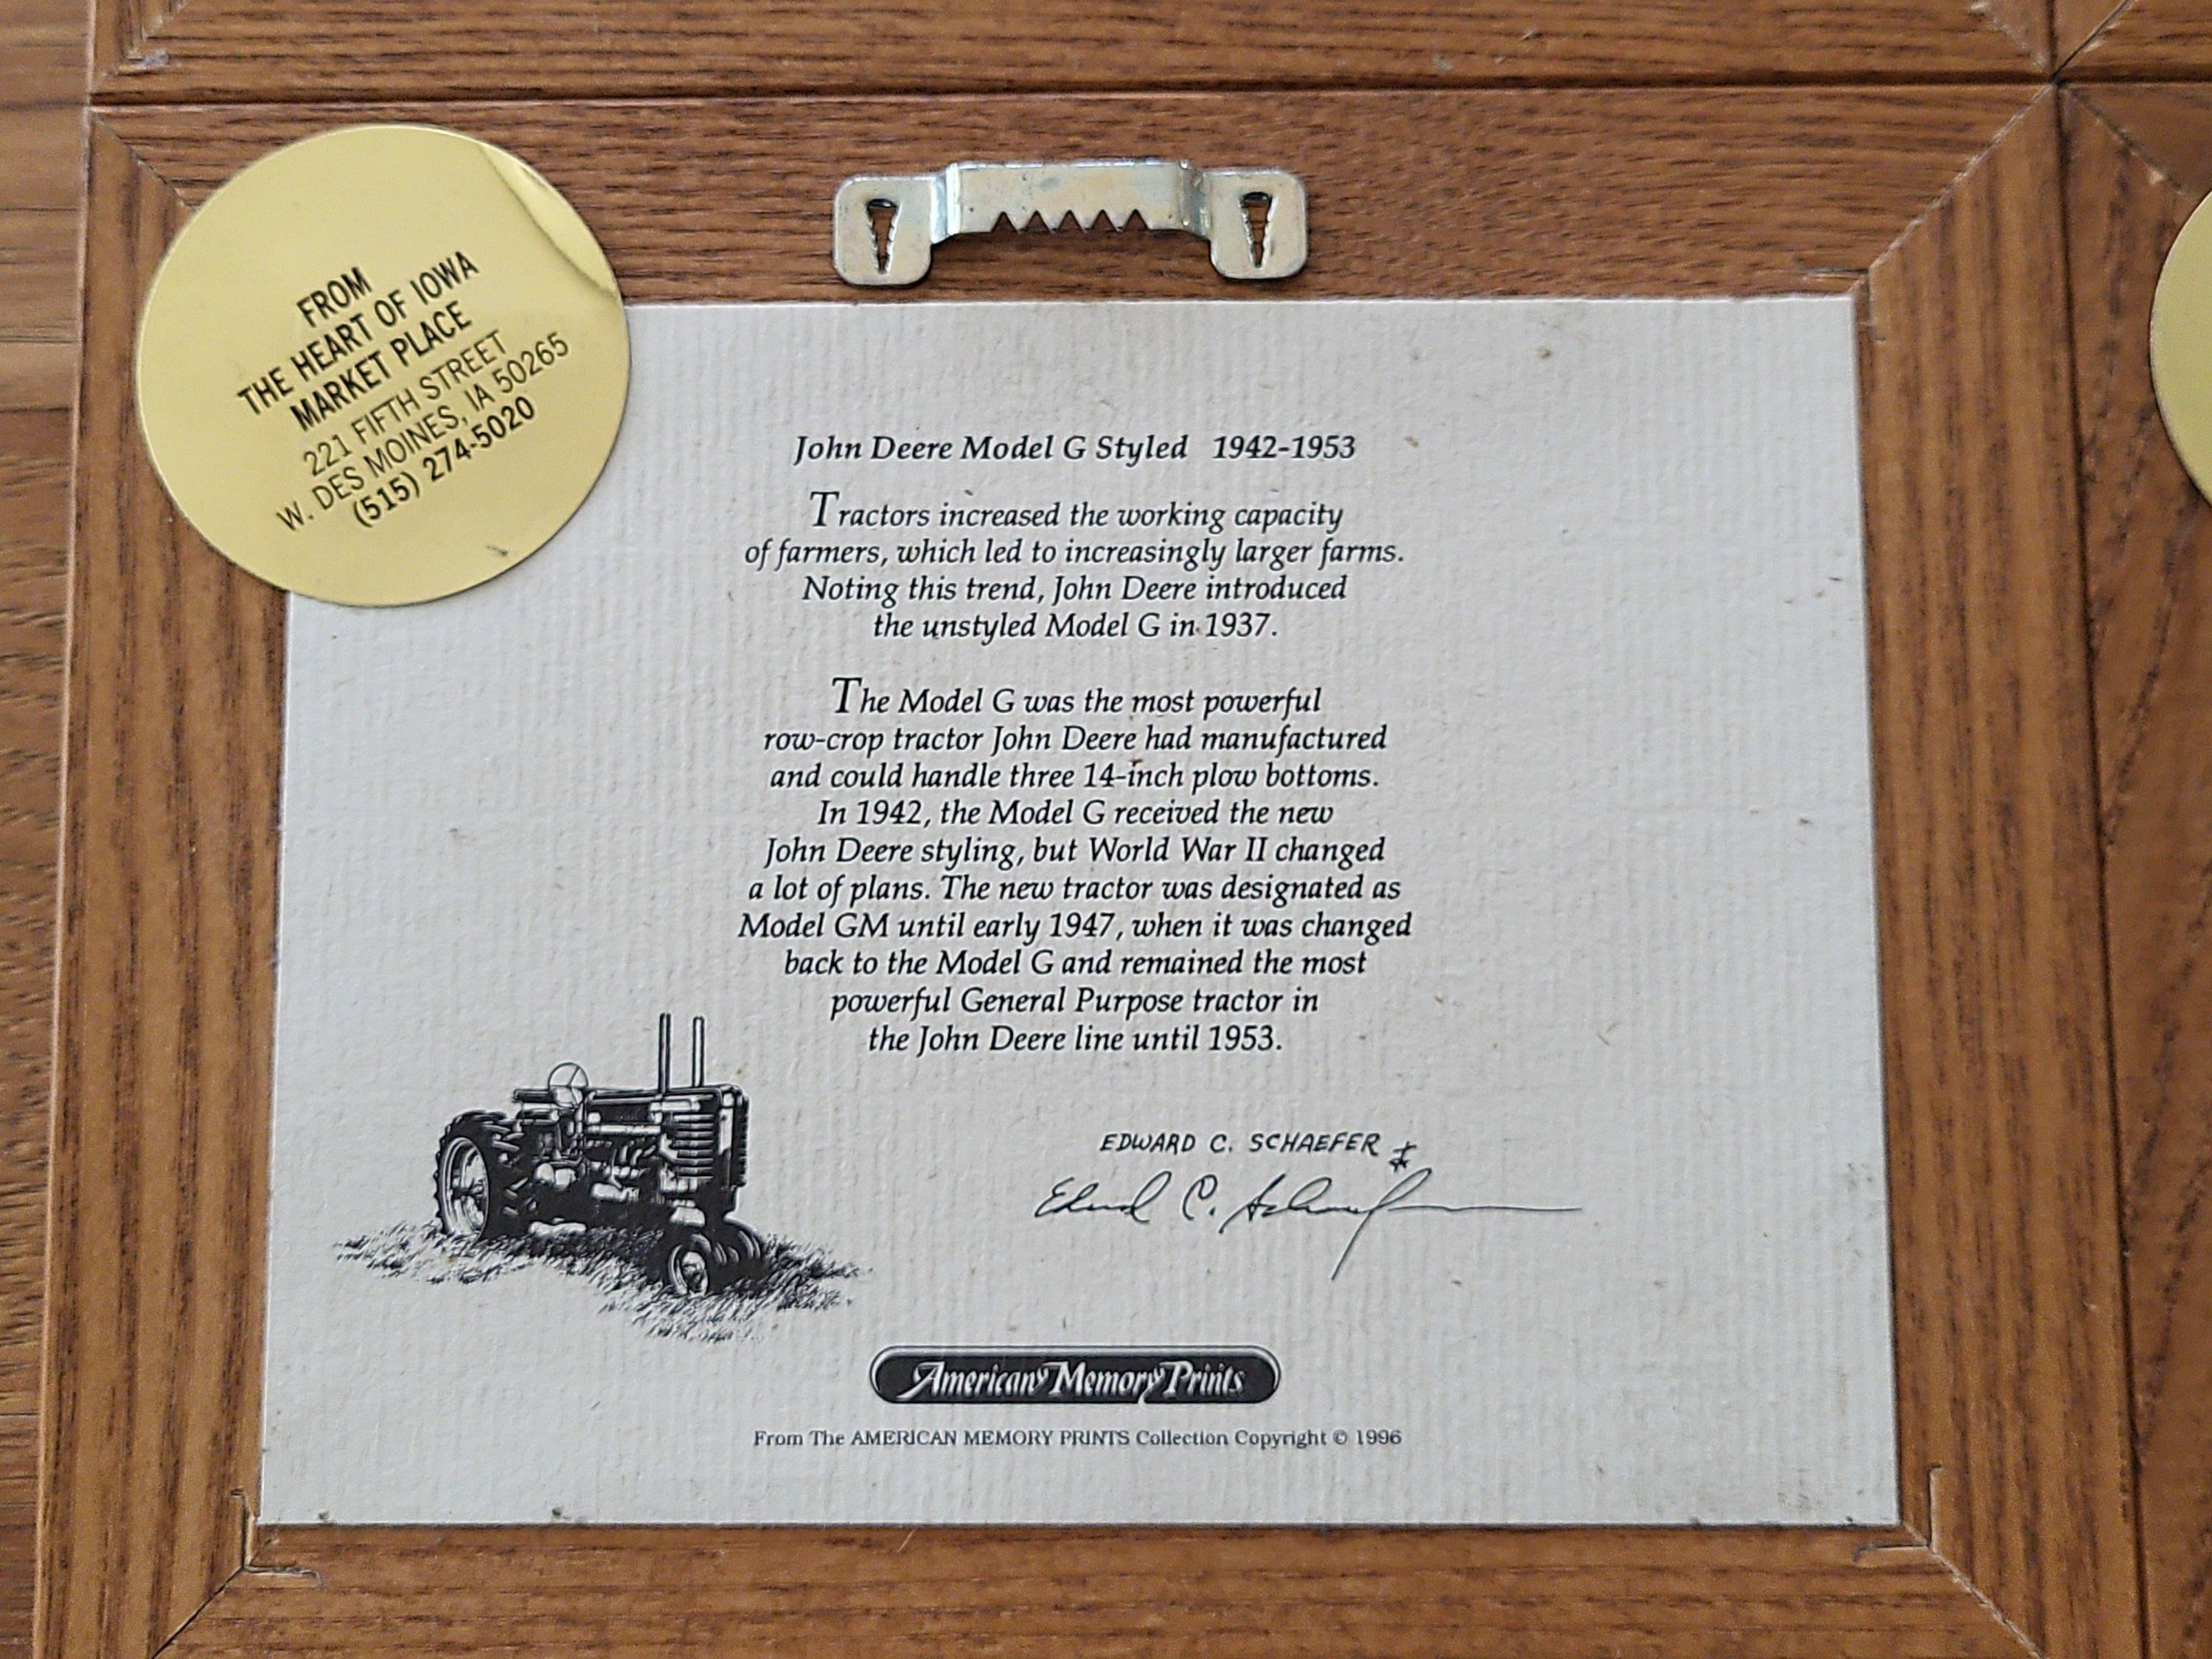 FROM
THE HEART OF IOWA
MARKET PLACE
221 FIFTH STREET
W. DES MOINES, IA 50265
(515) 274-5020
John Deere Model G Styled 1942-1953
Tractors increased the working capacity
of farmers, which led to increasingly larger farms.
Noting this trend, John Deere introduced
the unstyled Model G in 1937.
The Model G was the most powerful
row-crop tractor John Deere had manufactured
and could handle three 14-inch plow bottoms.
In 1942, the Model G received the new
John Deere styling, but World War II changed
a lot of plans. The new tractor was designated as
Model GM until early 1947, when it was changed
back to the Model G and remained the most
powerful General Purpose tractor in
the John Deere line until 1953.
EDWARD C. SCHAEFER
Edward C. Schaefer
American Memory Prints
From The AMERICAN MEMORY PRINTS Collection Copyright © 1996